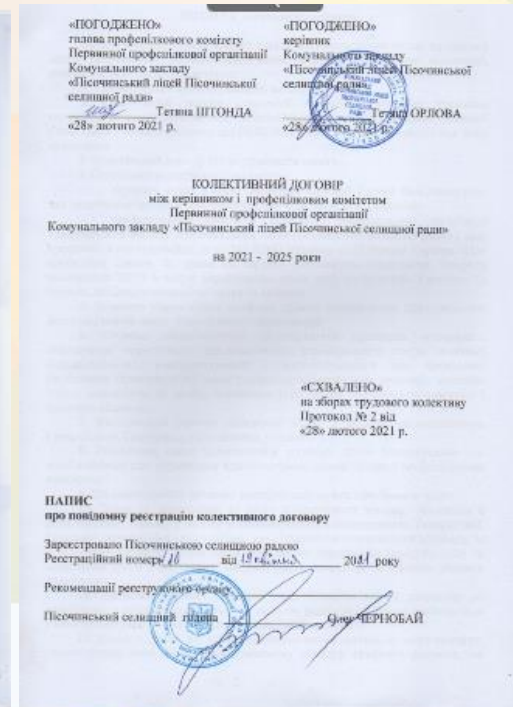 «ПОГОДЖЕНО»
голова профспілкового комітету
Первинної профспілкової організації
Комунального закладу
«Пісочинський ліцей Пісочинської
селищної ради»
Тетяна ШТОНДА
«28» лютого 2021 р.
«ПОГОДЖЕНО»
керівник
Комунального закладу
«Пісочинський ліцей Пісочинської
селищної ради»
Тетяна ОРЛОВА
«28» лютого 2021 р.
КОЛЕКТИВНИЙ ДОГОВІР
між керівником і профспілковим комітетом
Первинної профспілкової організації
Комунального закладу «Пісочинський ліцей Пісочинської селищної ради»
на 2021 - 2025 роки
«СХВАЛЕНО»
на зборах трудового колективу
Протокол № 2 від
«28» лютого 2021 р.
НАПИС
про повідомну реєстрацію колективного договору
Зареєстровано Пісочинською селищною радою
Реєстраційний номер від 19 квітня 2021 року
Рекомендації реєструючого органу
Пісочинський селищний голова Олег ЧЕРНОБАЙ